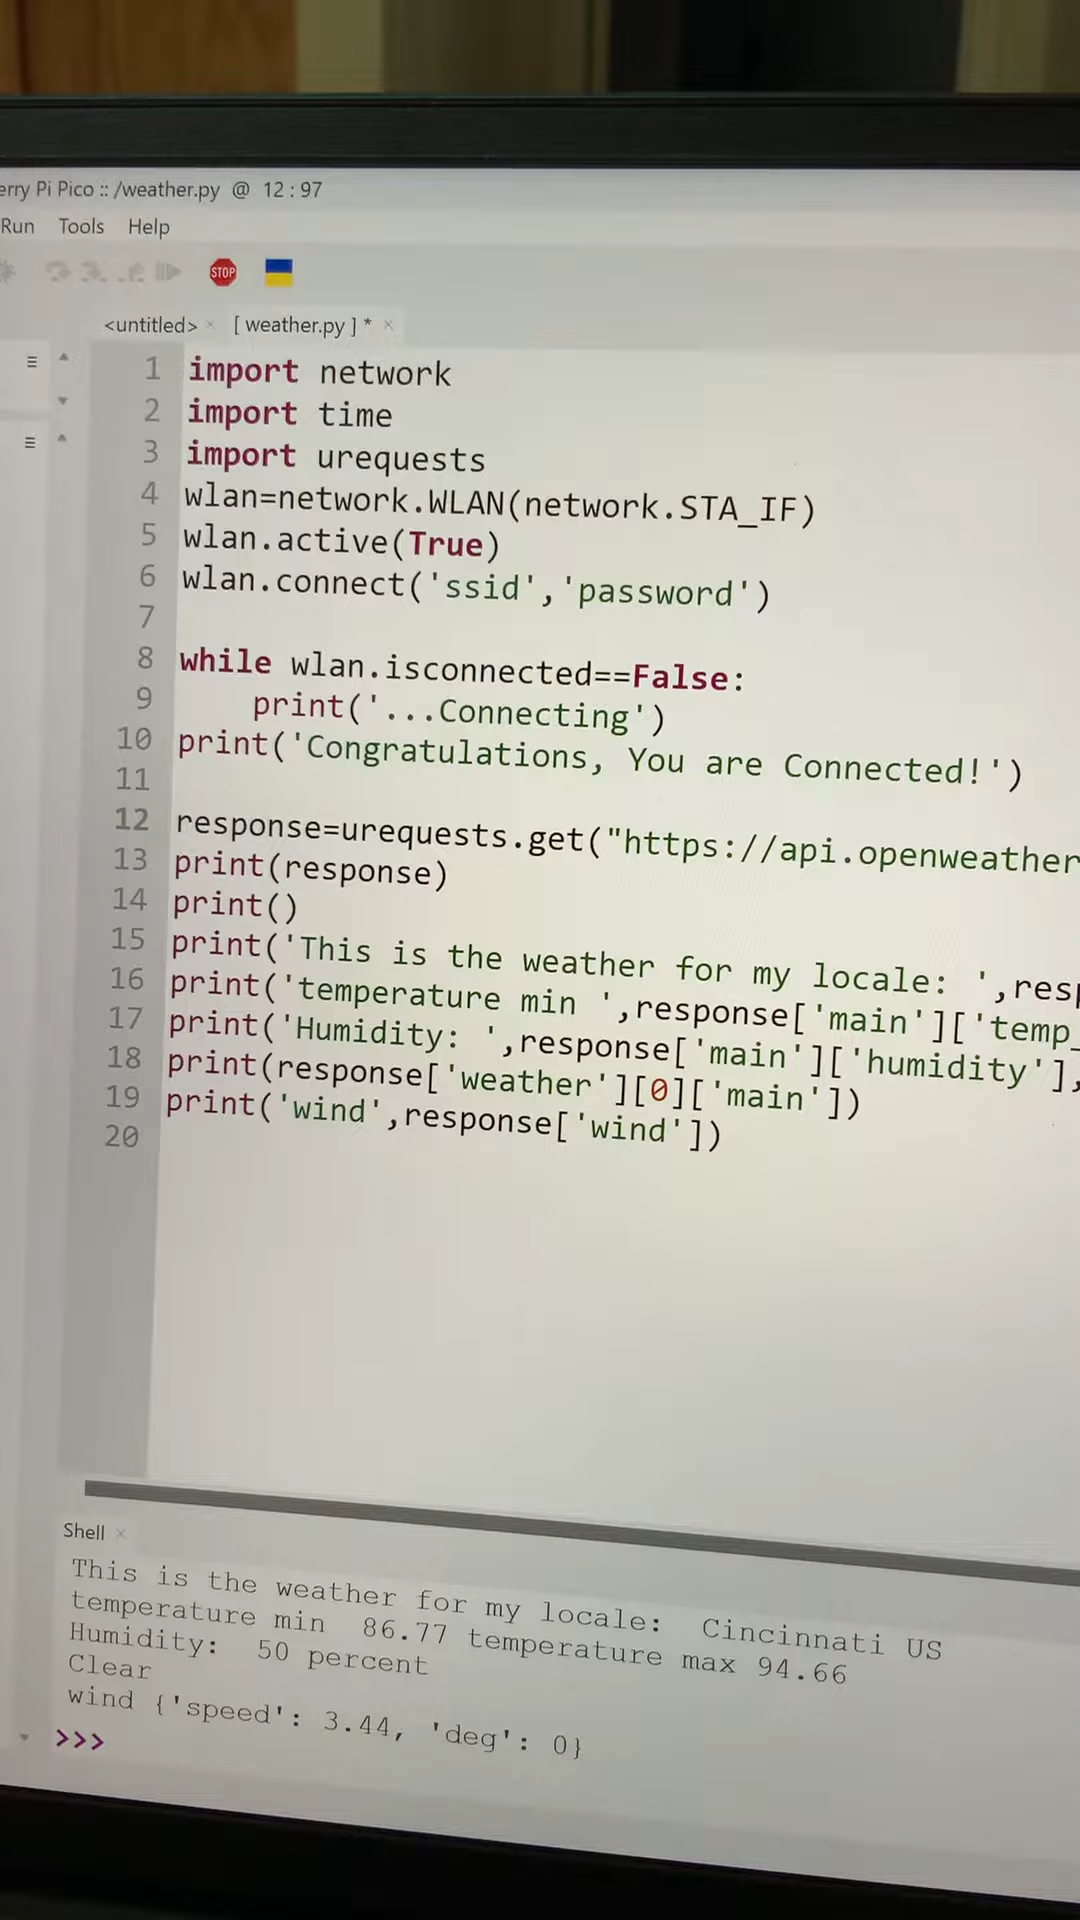 Pi Pico :: /weather.py @ 12 : 97
Run Tools Help
STOP
<untitled> × [ weather.py ] * ×
1 import network
2 import time
3 import urequests
4 wlan=network.WLAN(network.STA_IF)
5 wlan.active(True)
6 wlan.connect('ssid','password')
7
8 while wlan.isconnected==False:
9 print('...Connecting')
10 print('Congratulations, You are Connected!')
11
12 response=urequests.get("https://api.openweather
13 print(response)
14 print()
15 print('This is the weather for my locale: ',resp
16 print('temperature min ',response['main']['temp_
17 print('Humidity: ',response['main']['humidity'],
18 print(response['weather'][0]['main'])
19 print('wind',response['wind'])
20
Shell ×
This is the weather for my locale:  Cincinnati US
temperature min  86.77 temperature max 94.66
Humidity:  50 percent
Clear
wind {'speed': 3.44, 'deg': 0}
>>>